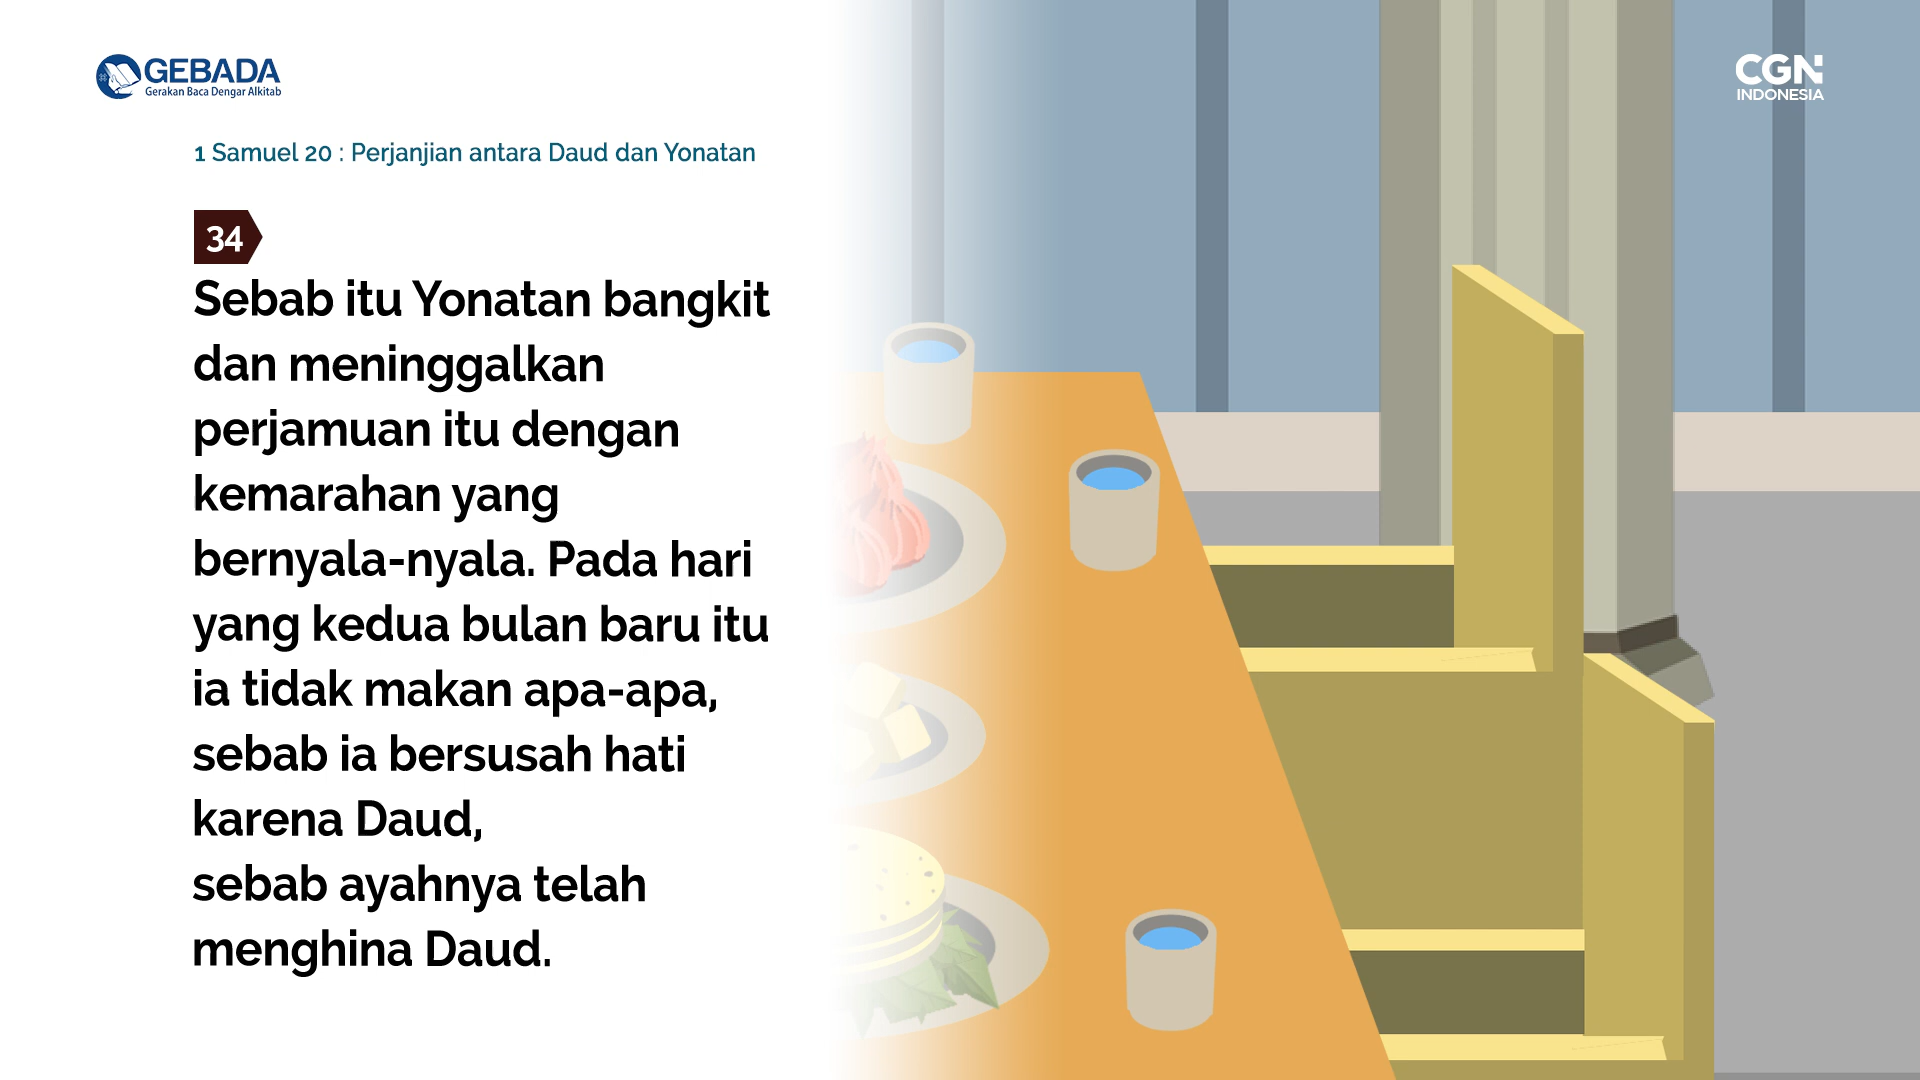 GEBADA
Gerakan Baca Dengar Alkitab
CGN
INDONESIA
1 Samuel 20 : Perjanjian antara Daud dan Yonatan
34
Sebab itu Yonatan bangkit
dan meninggalkan
perjamuan itu dengan
kemarahan yang
bernyala-nyala. Pada hari
yang kedua bulan baru itu
ia tidak makan apa-apa,
sebab ia bersusah hati
karena Daud,
sebab ayahnya telah
menghina Daud.